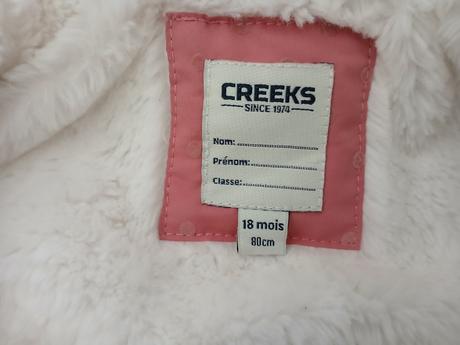 CREEKS
SINCE 1974
Nom:
Prénom:
Classe:
18 mois
80cm